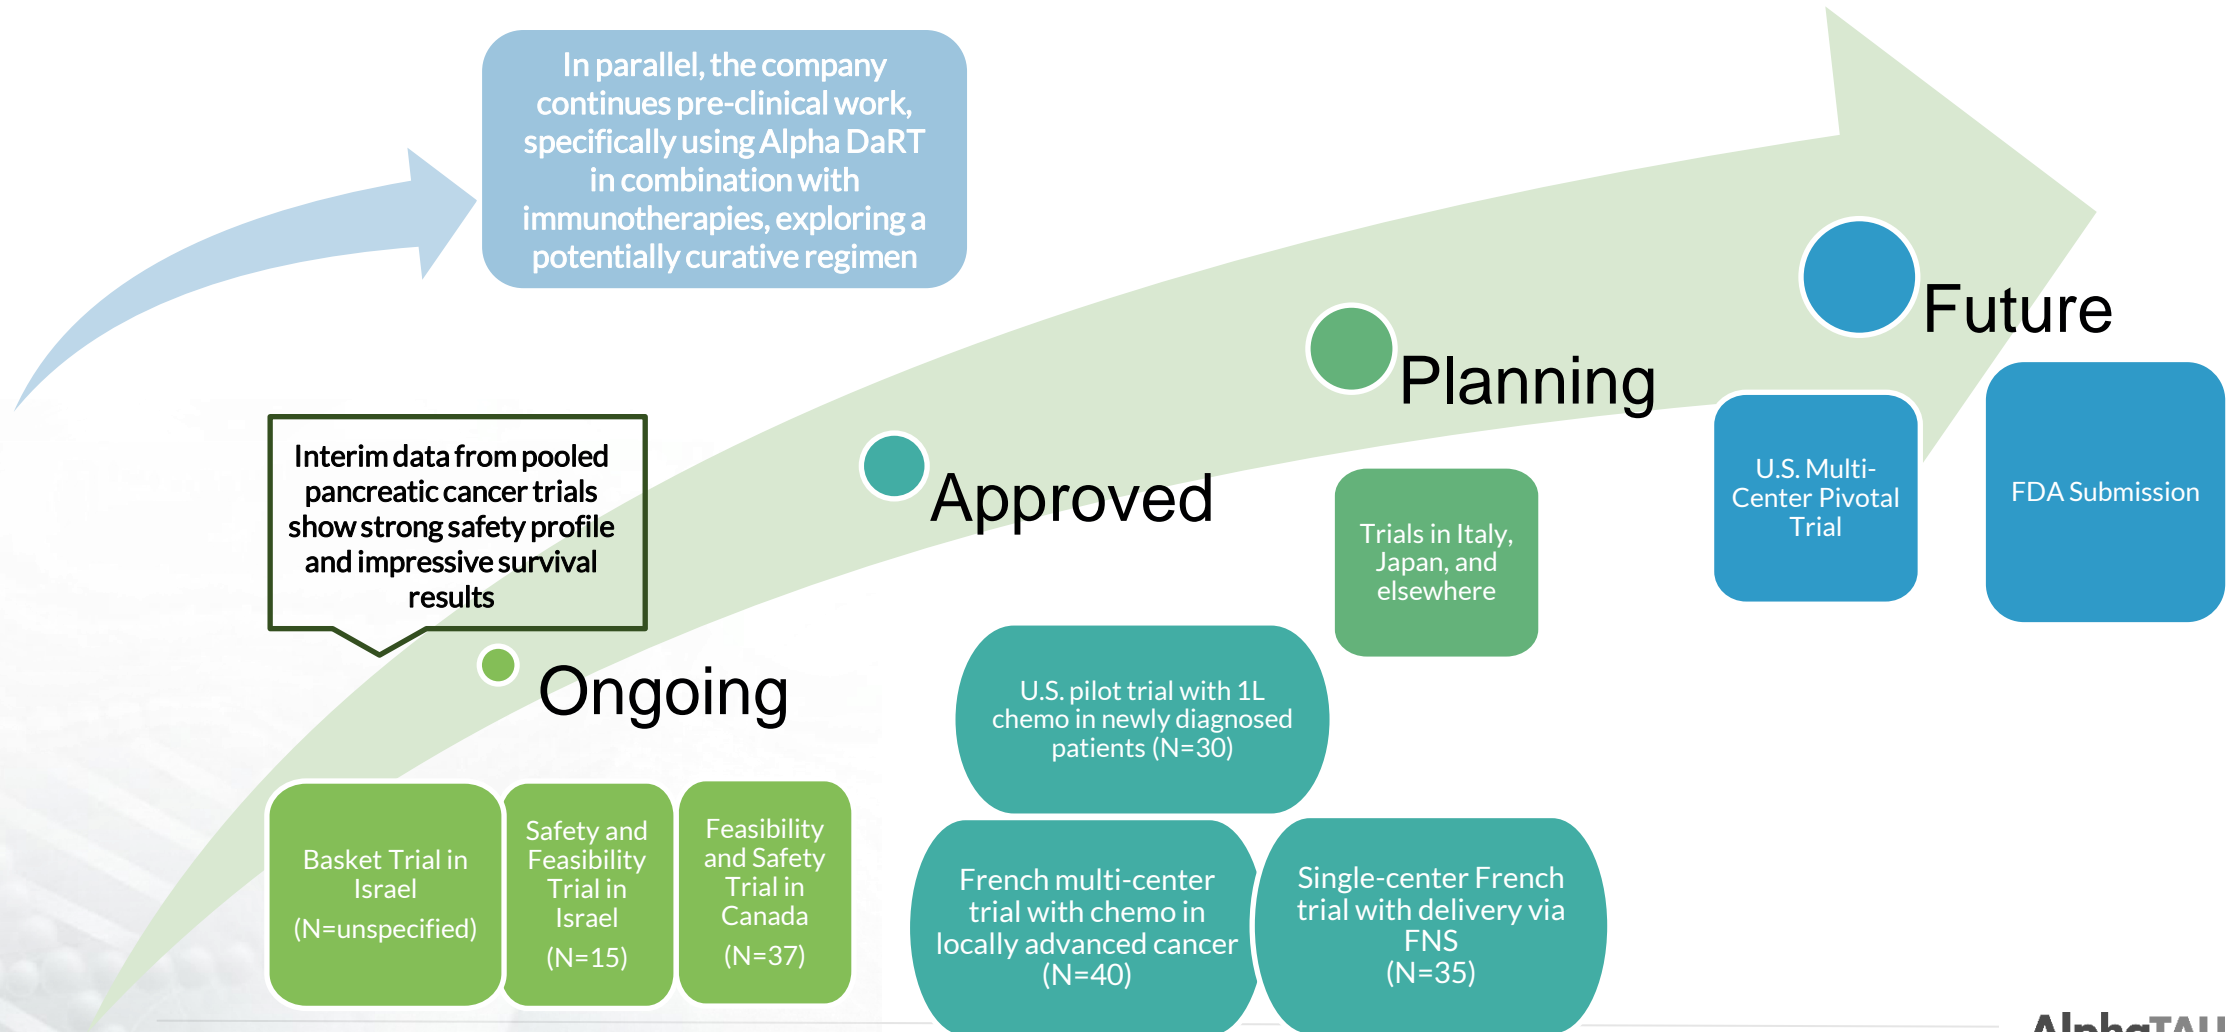 In parallel, the company
continues pre-clinical work,
specifically using Alpha DaRT
in combination with
immunotherapies, exploring a
potentially curative regimen
Future
Planning
Approved
Ongoing
Interim data from pooled
pancreatic cancer trials
show strong safety profile
and impressive survival
results
Basket Trial in
Israel
(N=unspecified)
Safety and
Feasibility
Trial in
Israel
(N=15)
Feasibility
and Safety
Trial in
Canada
(N=37)
U.S. pilot trial with 1L
chemo in newly diagnosed
patients (N=30)
French multi-center
trial with chemo in
locally advanced cancer
(N=40)
Single-center French
trial with delivery via
FNS
(N=35)
Trials in Italy,
Japan, and
elsewhere
U.S. Multi-
Center Pivotal
Trial
FDA Submission
AlphaTAU